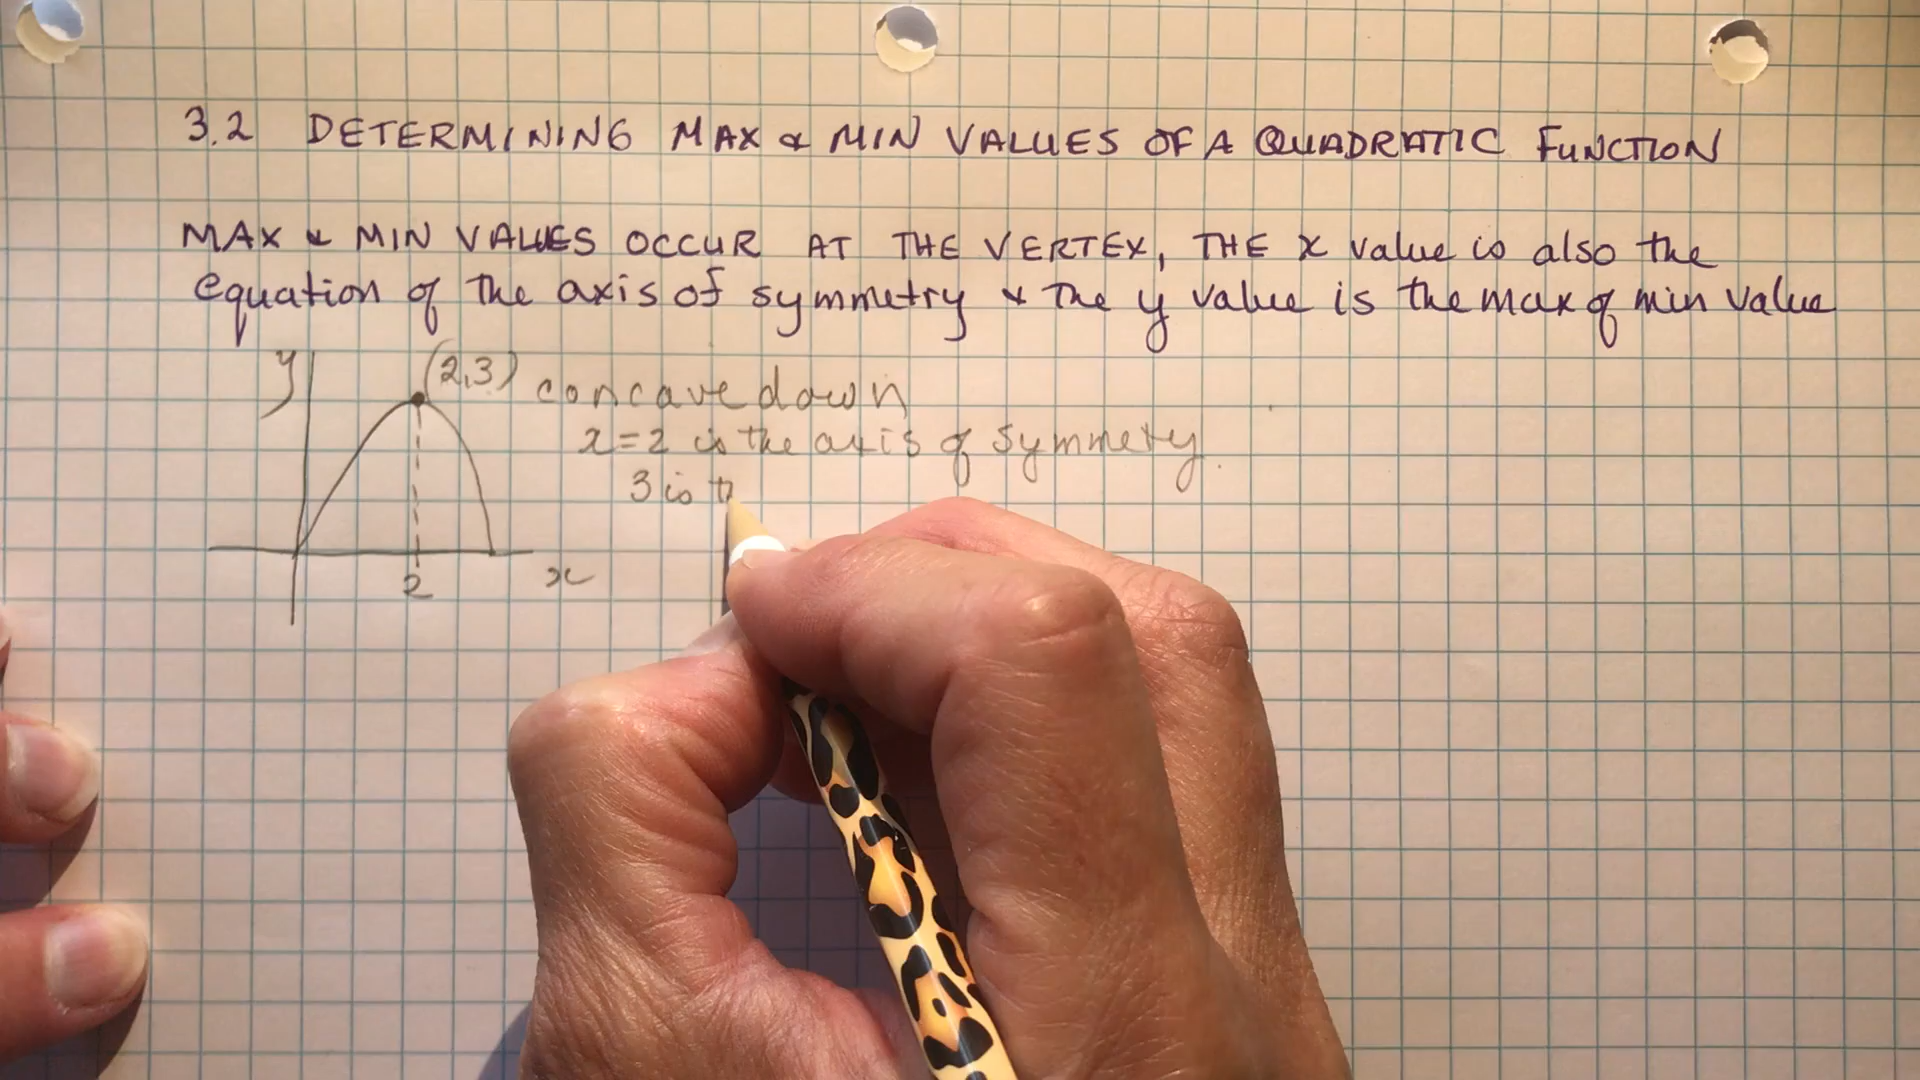 3.2 DETERMINING MAX & MIN VALUES OF A QUADRATIC FUNCTION
MAX & MIN VALUES OCCUR AT THE VERTEX, THE x value is also the
equation of the axis of symmetry & the y value is the max of min value
y
(2,3) concave down
x=2 is the axis of symmety.
3 is th
2
x